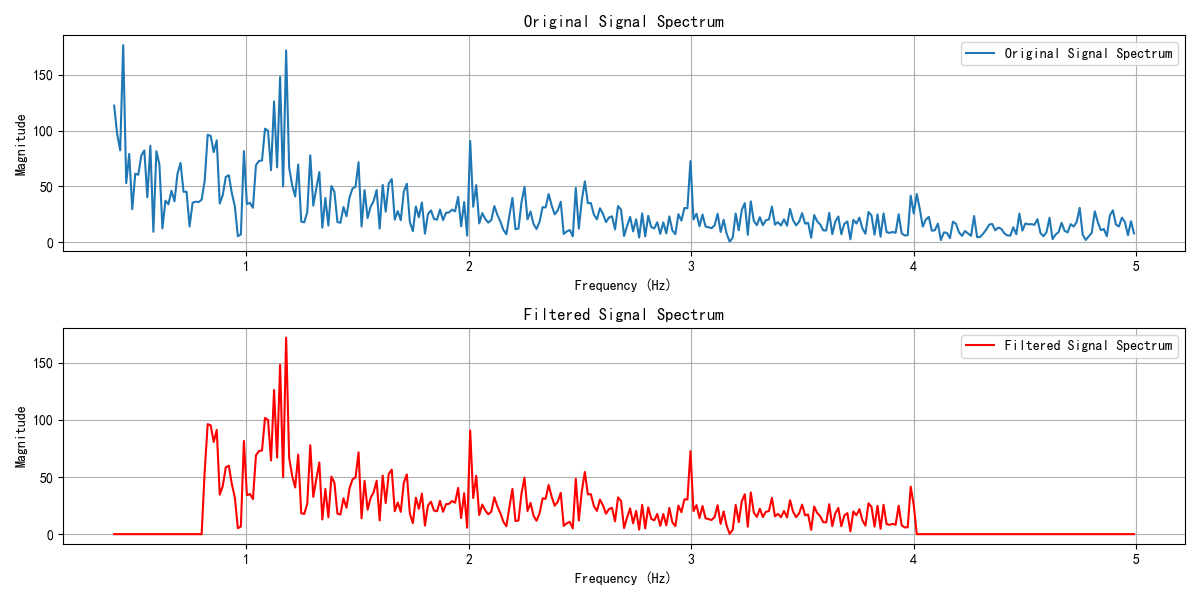 Original Signal Spectrum
Original Signal Spectrum
Magnitude
150
100
50
0
1 2 3 4 5
Frequency (Hz)
Filtered Signal Spectrum
Filtered Signal Spectrum
Magnitude
150
100
50
0
1 2 3 4 5
Frequency (Hz)